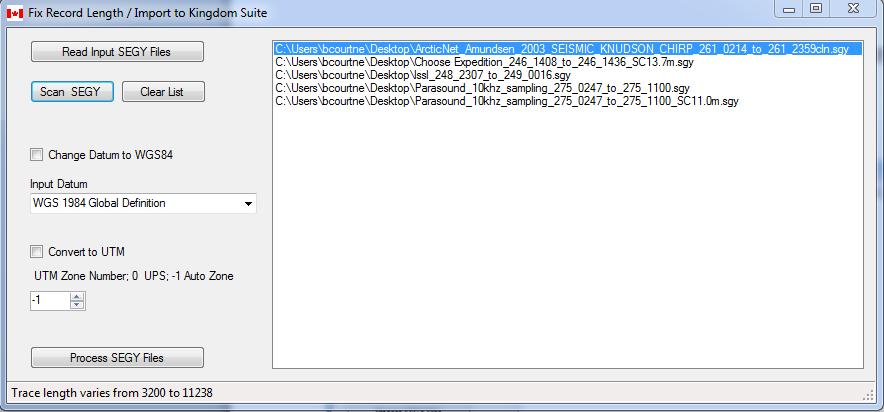 Fix Record Length / Import to Kingdom Suite
Read Input SEGY Files
Scan SEGY
Clear List
Change Datum to WGS84
Input Datum
WGS 1984 Global Definition
Convert to UTM
UTM Zone Number; 0 UPS; -1 Auto Zone
-1
Process SEGY Files
C:\Users\bcourtne\Desktop\ArcticNet_Amundsen_2003_SEISMIC_KNUDSON_CHIRP_261_0214_to_261_2359cln.sgy
C:\Users\bcourtne\Desktop\Choose Expedition_246_1408_to_246_1436_SC13.7m.sgy
C:\Users\bcourtne\Desktop\lssl_248_2307_to_249_0016.sgy
C:\Users\bcourtne\Desktop\Parasound_10khz_sampling_275_0247_to_275_1100.sgy
C:\Users\bcourtne\Desktop\Parasound_10khz_sampling_275_0247_to_275_1100_SC11.0m.sgy
Trace length varies from 3200 to 11238